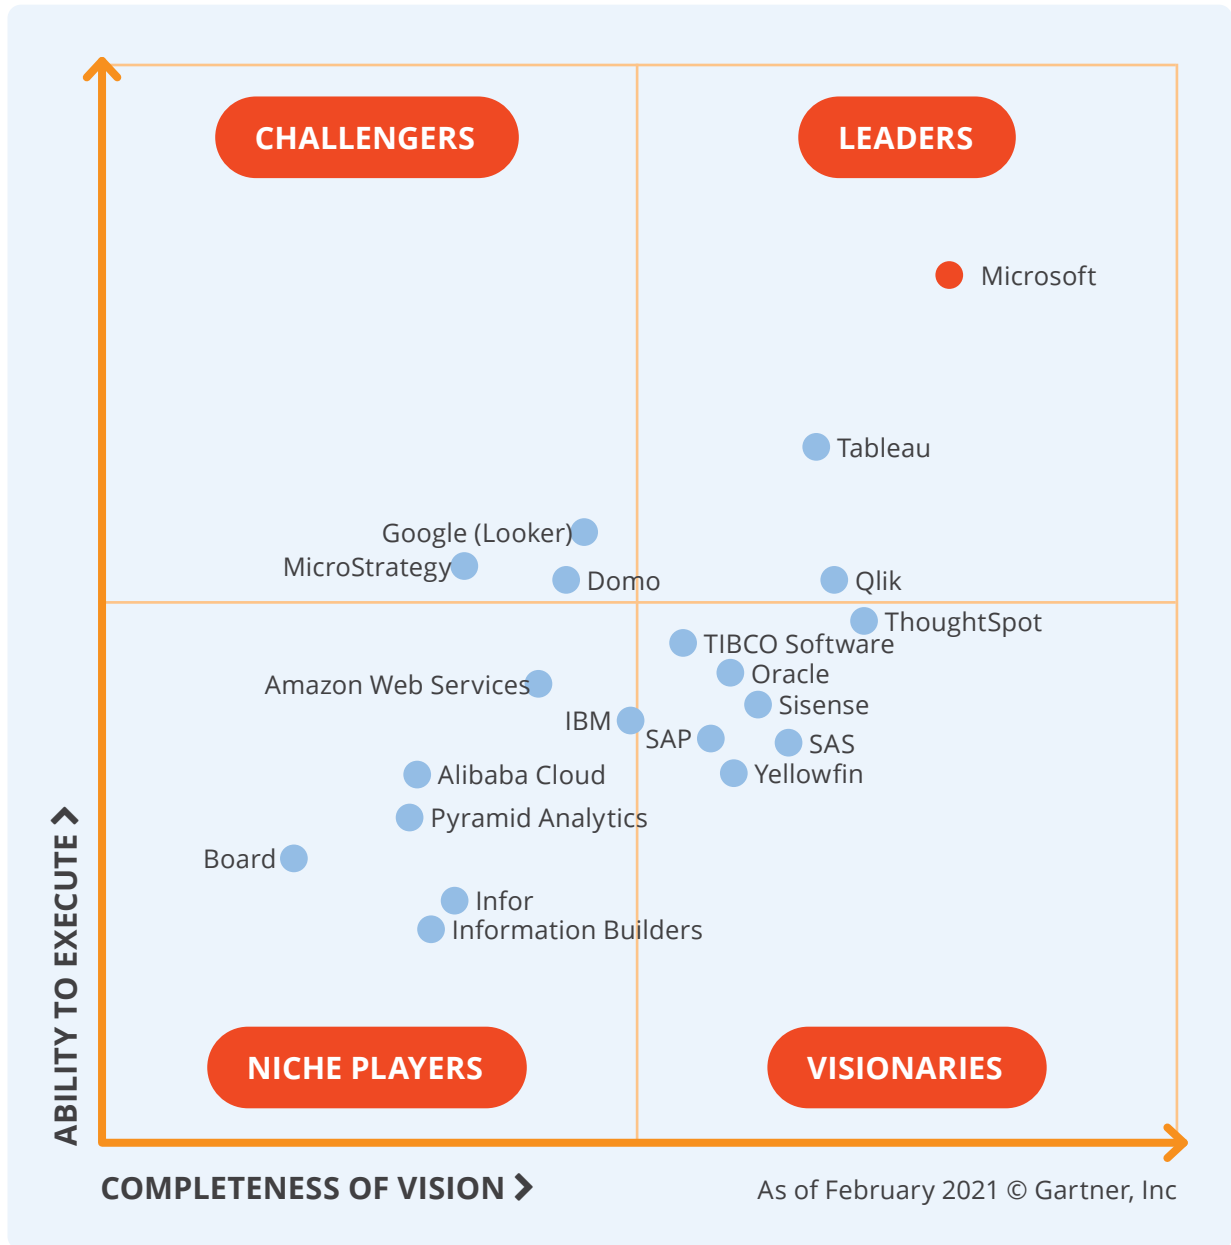 CHALLENGERS
LEADERS
Microsoft
Tableau
Google (Looker)
MicroStrategy
Domo
Qlik
ThoughtSpot
TIBCO Software
Oracle
Amazon Web Services
Sisense
IBM
SAP
SAS
Alibaba Cloud
Yellowfin
Pyramid Analytics
Board
Infor
Information Builders
ABILITY TO EXECUTE
NICHE PLAYERS
VISIONARIES
COMPLETENESS OF VISION
As of February 2021 © Gartner, Inc